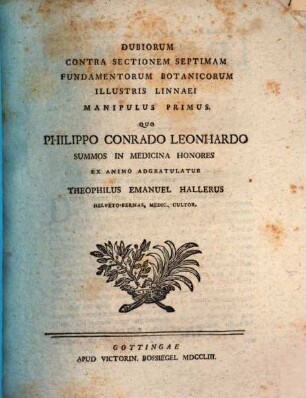 DUBIORUM
CONTRA SECTIONEM SEPTIMAM
FUNDAMENTORUM BOTANICORUM
ILLUSTRIS LINNAEI
MANIPULUS PRIMUS.
QUO
PHILIPPO CONRADO LEONHARDO
SUMMOS IN MEDICINA HONORES
EX ANIMO ADGRATULATUR
THEOPHILUS EMANUEL HALLERUS
HELVETO-BERNAS, MEDIC. CULTOR.
GOTTINGAE
APUD VICTORIN. BOSSIEGEL MDCCLIII.